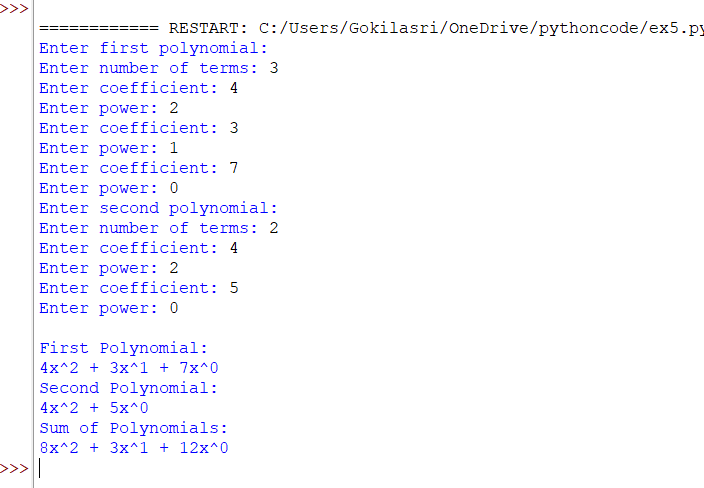 >>>
============ RESTART: C:/Users/Gokilasri/OneDrive/pythoncode/ex5.py
Enter first polynomial:
Enter number of terms: 3
Enter coefficient: 4
Enter power: 2
Enter coefficient: 3
Enter power: 1
Enter coefficient: 7
Enter power: 0
Enter second polynomial:
Enter number of terms: 2
Enter coefficient: 4
Enter power: 2
Enter coefficient: 5
Enter power: 0
First Polynomial:
4x^2 + 3x^1 + 7x^0
Second Polynomial:
4x^2 + 5x^0
Sum of Polynomials:
8x^2 + 3x^1 + 12x^0
>>>